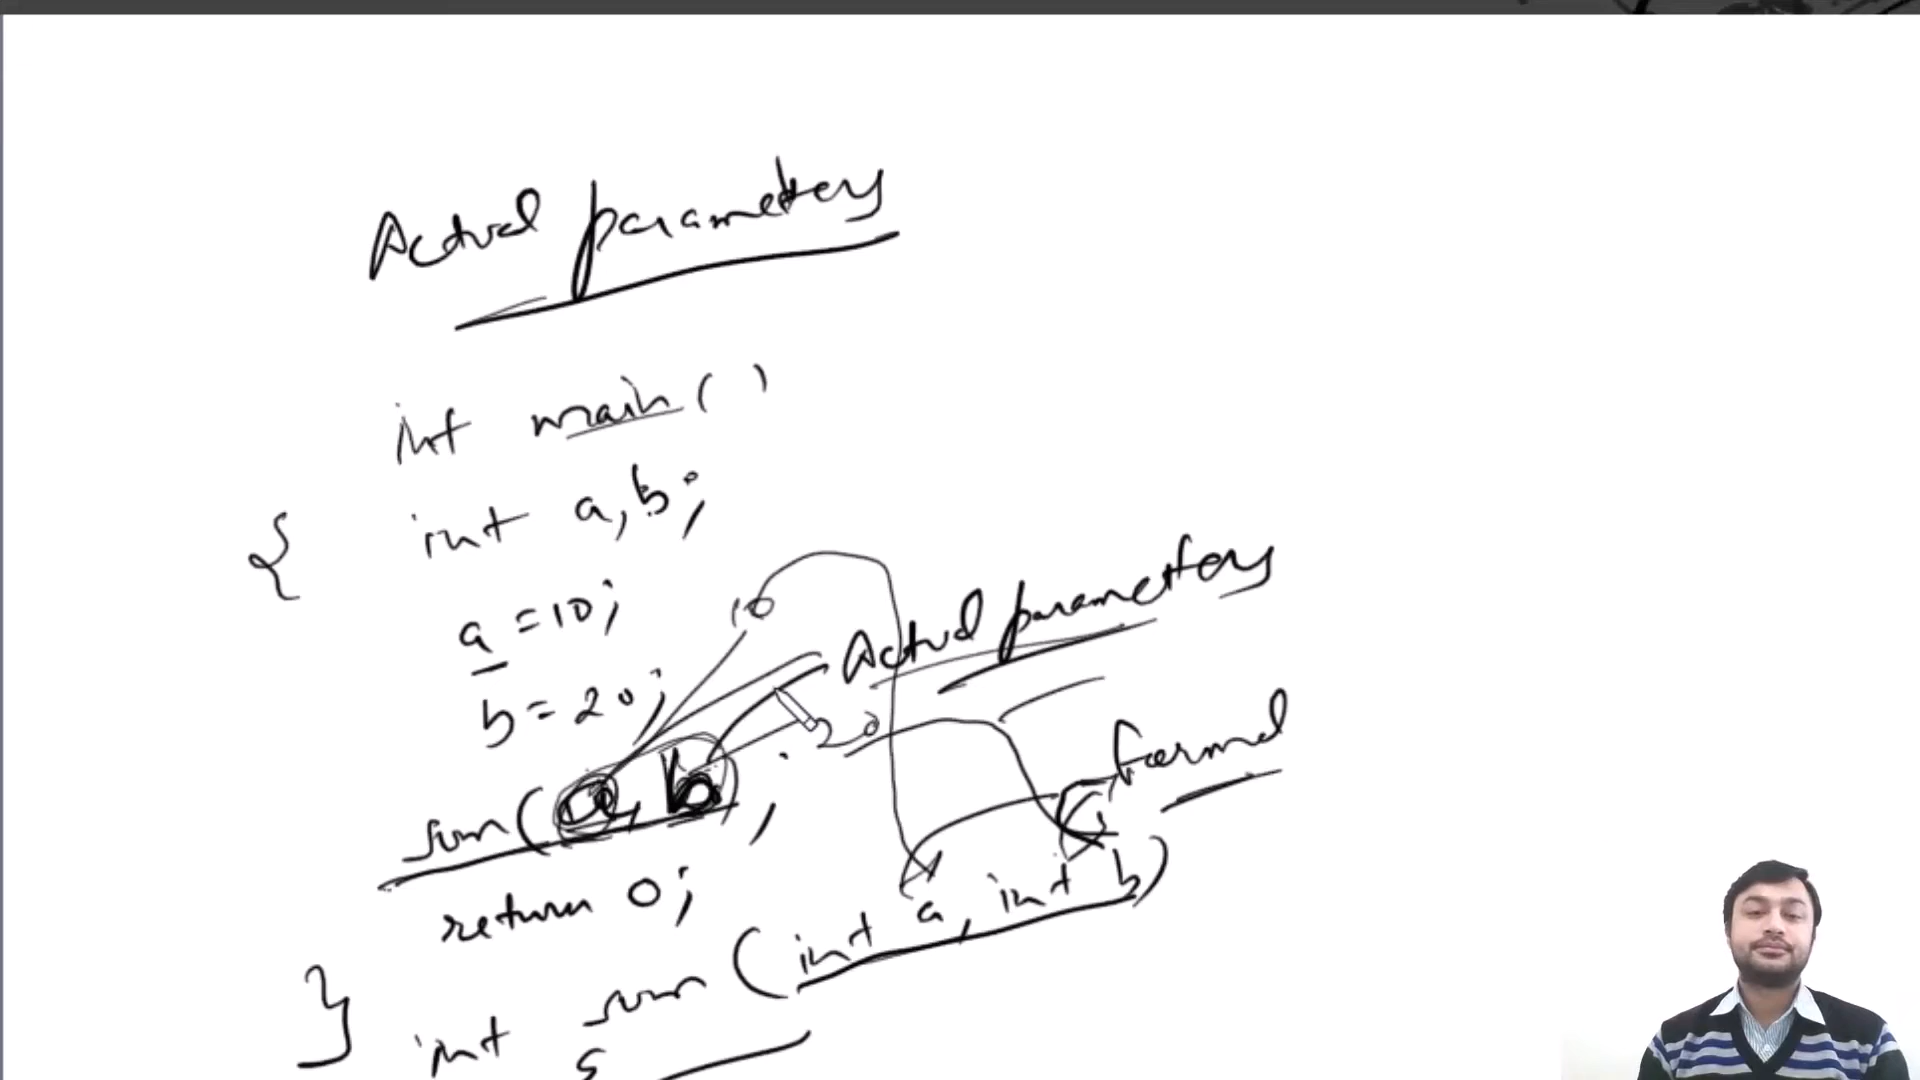 Actual parameters
int main( )
{ int a,b;
a=10;
10
Actual parameters
b=20;
20
formal
sum(a, b);
return 0;
}
int sum(int a, int b)
{